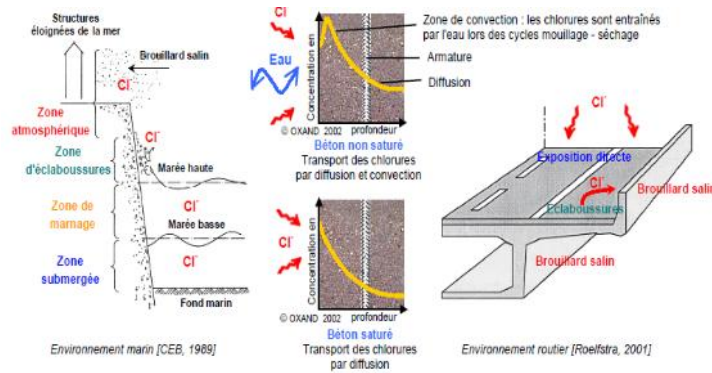 Structures
éloignées de la mer
Brouillard salin
Cl-
Zone
atmosphérique
Cl-
Zone
d'éclaboussures
Marée haute
Zone de
marnage
Cl-
Marée basse
Zone
submergée
Cl-
Fond marin
Environnement marin [CEB, 1989]
Cl-
Eau
Concentration en
Zone de convection : les chlorures sont entraînés
par l'eau lors des cycles mouillage - séchage
Armature
Diffusion
© OXAND 2002 profondeur
Béton non saturé
Transport des chlorures
par diffusion et convection
Cl-
Concentration en
© OXAND 2002 profondeur
Béton saturé
Transport des chlorures
par diffusion
Cl-
Exposition directe
Cl-
Brouillard salin
Eclaboussures
Brouillard salin
Environnement routier [Roelfstra, 2001]